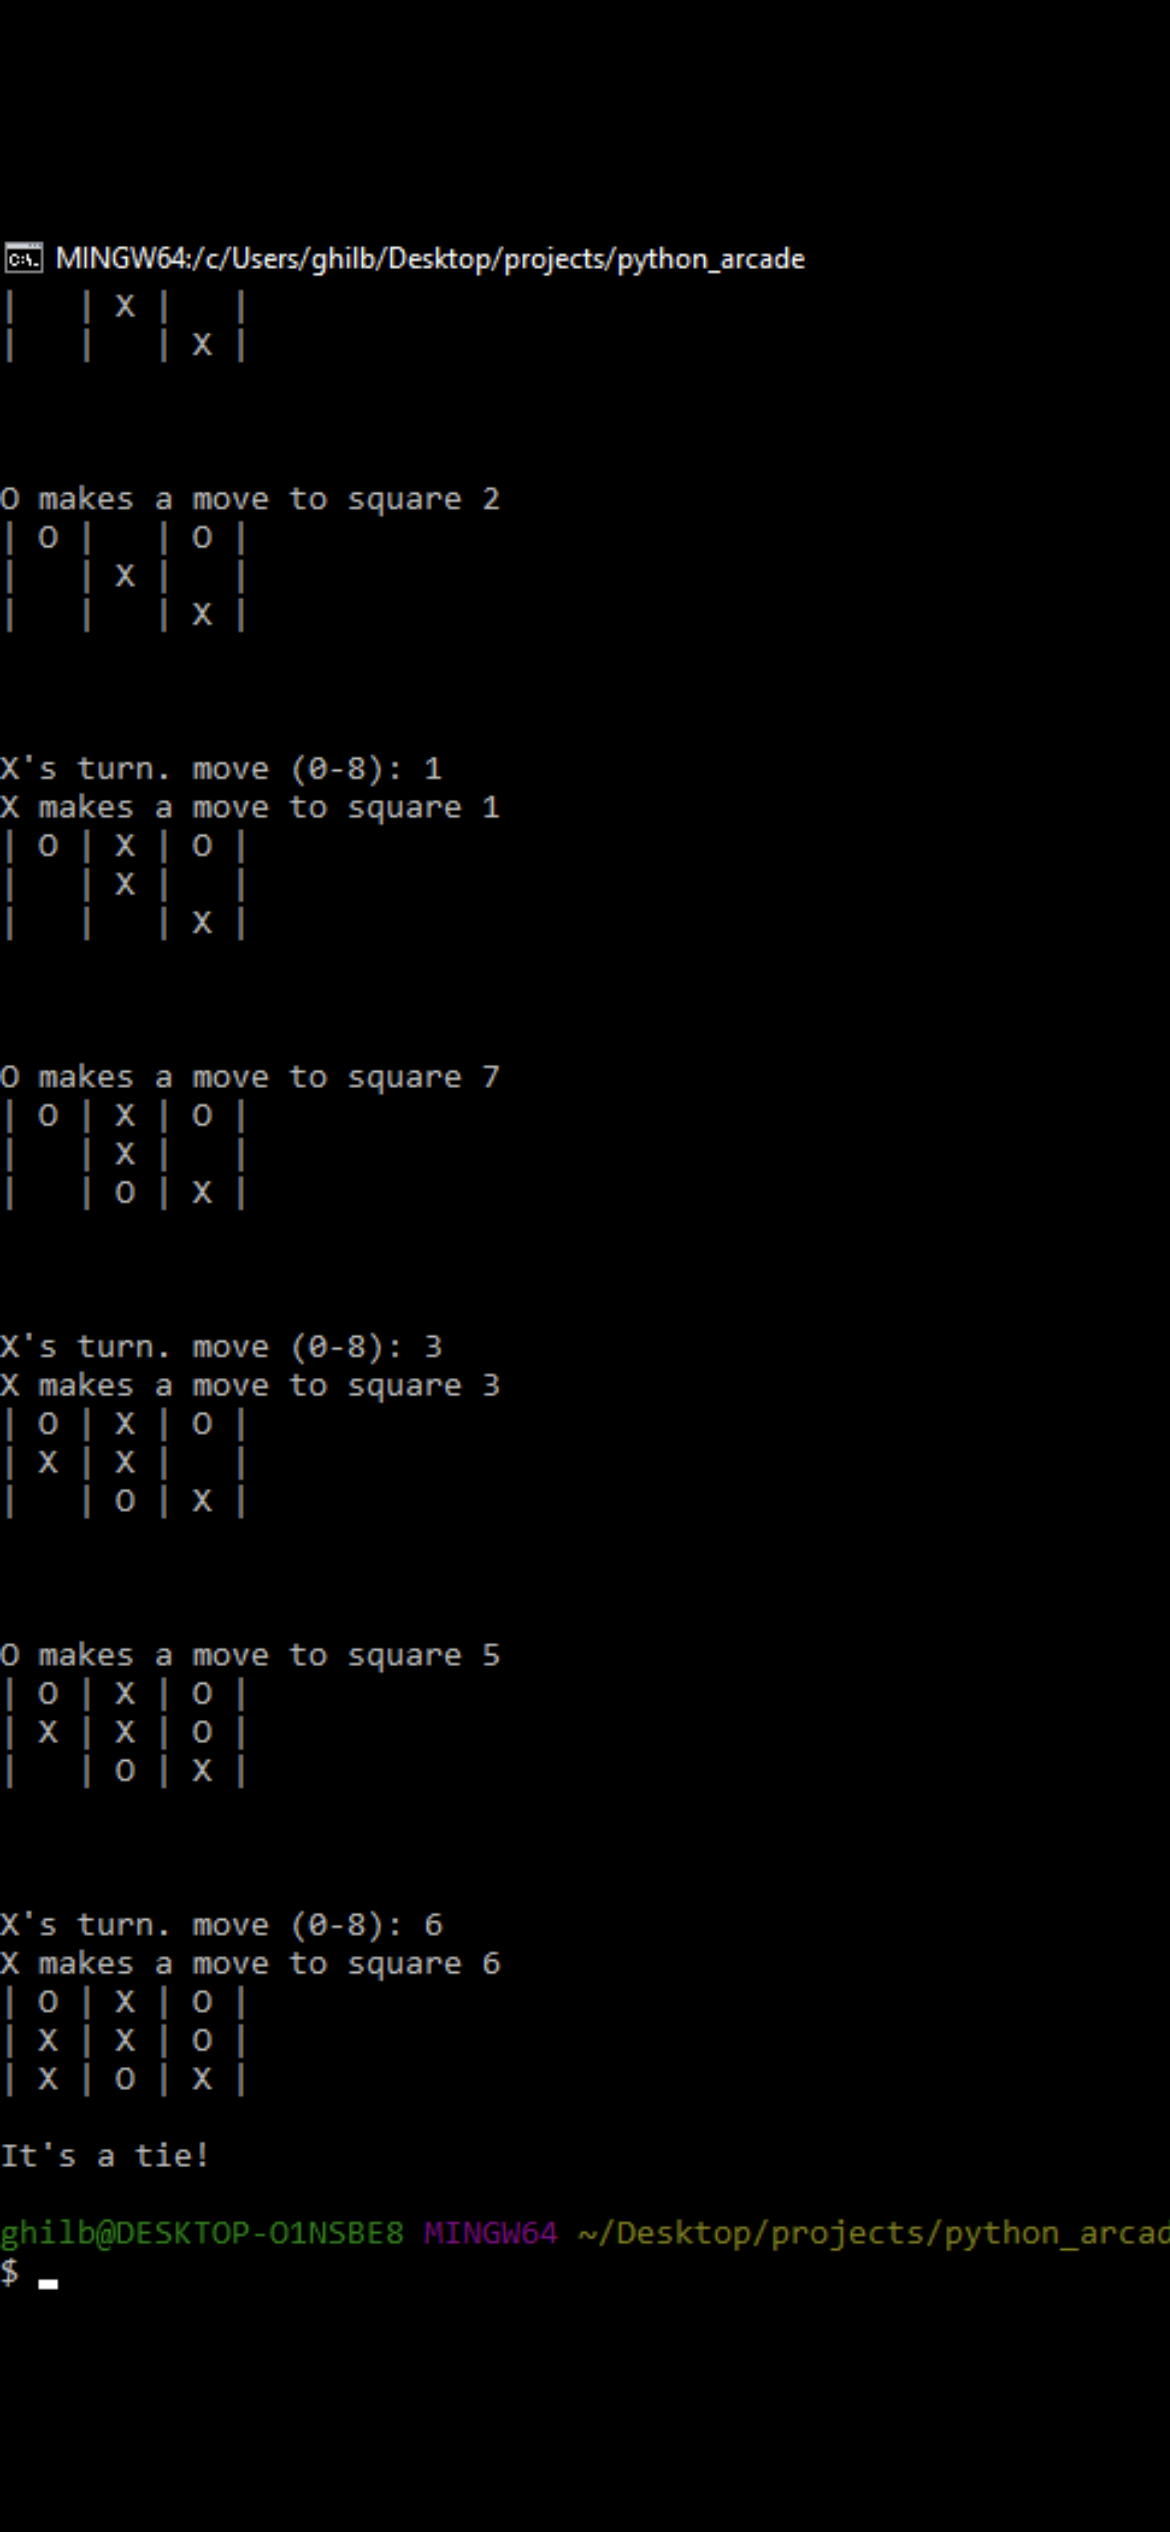 MINGW64:/c/Users/ghilb/Desktop/projects/python_arcade
|   | X |   |
|   |   | X |
O makes a move to square 2
| O |   | O |
|   | X |   |
|   |   | X |
X's turn. move (0-8): 1
X makes a move to square 1
| O | X | O |
|   | X |   |
|   |   | X |
O makes a move to square 7
| O | X | O |
|   | X |   |
|   | O | X |
X's turn. move (0-8): 3
X makes a move to square 3
| O | X | O |
| X | X |   |
|   | O | X |
O makes a move to square 5
| O | X | O |
| X | X | O |
|   | O | X |
X's turn. move (0-8): 6
X makes a move to square 6
| O | X | O |
| X | X | O |
| X | O | X |
It's a tie!
ghilb@DESKTOP-O1NSBE8 MINGW64 ~/Desktop/projects/python_arcad
$